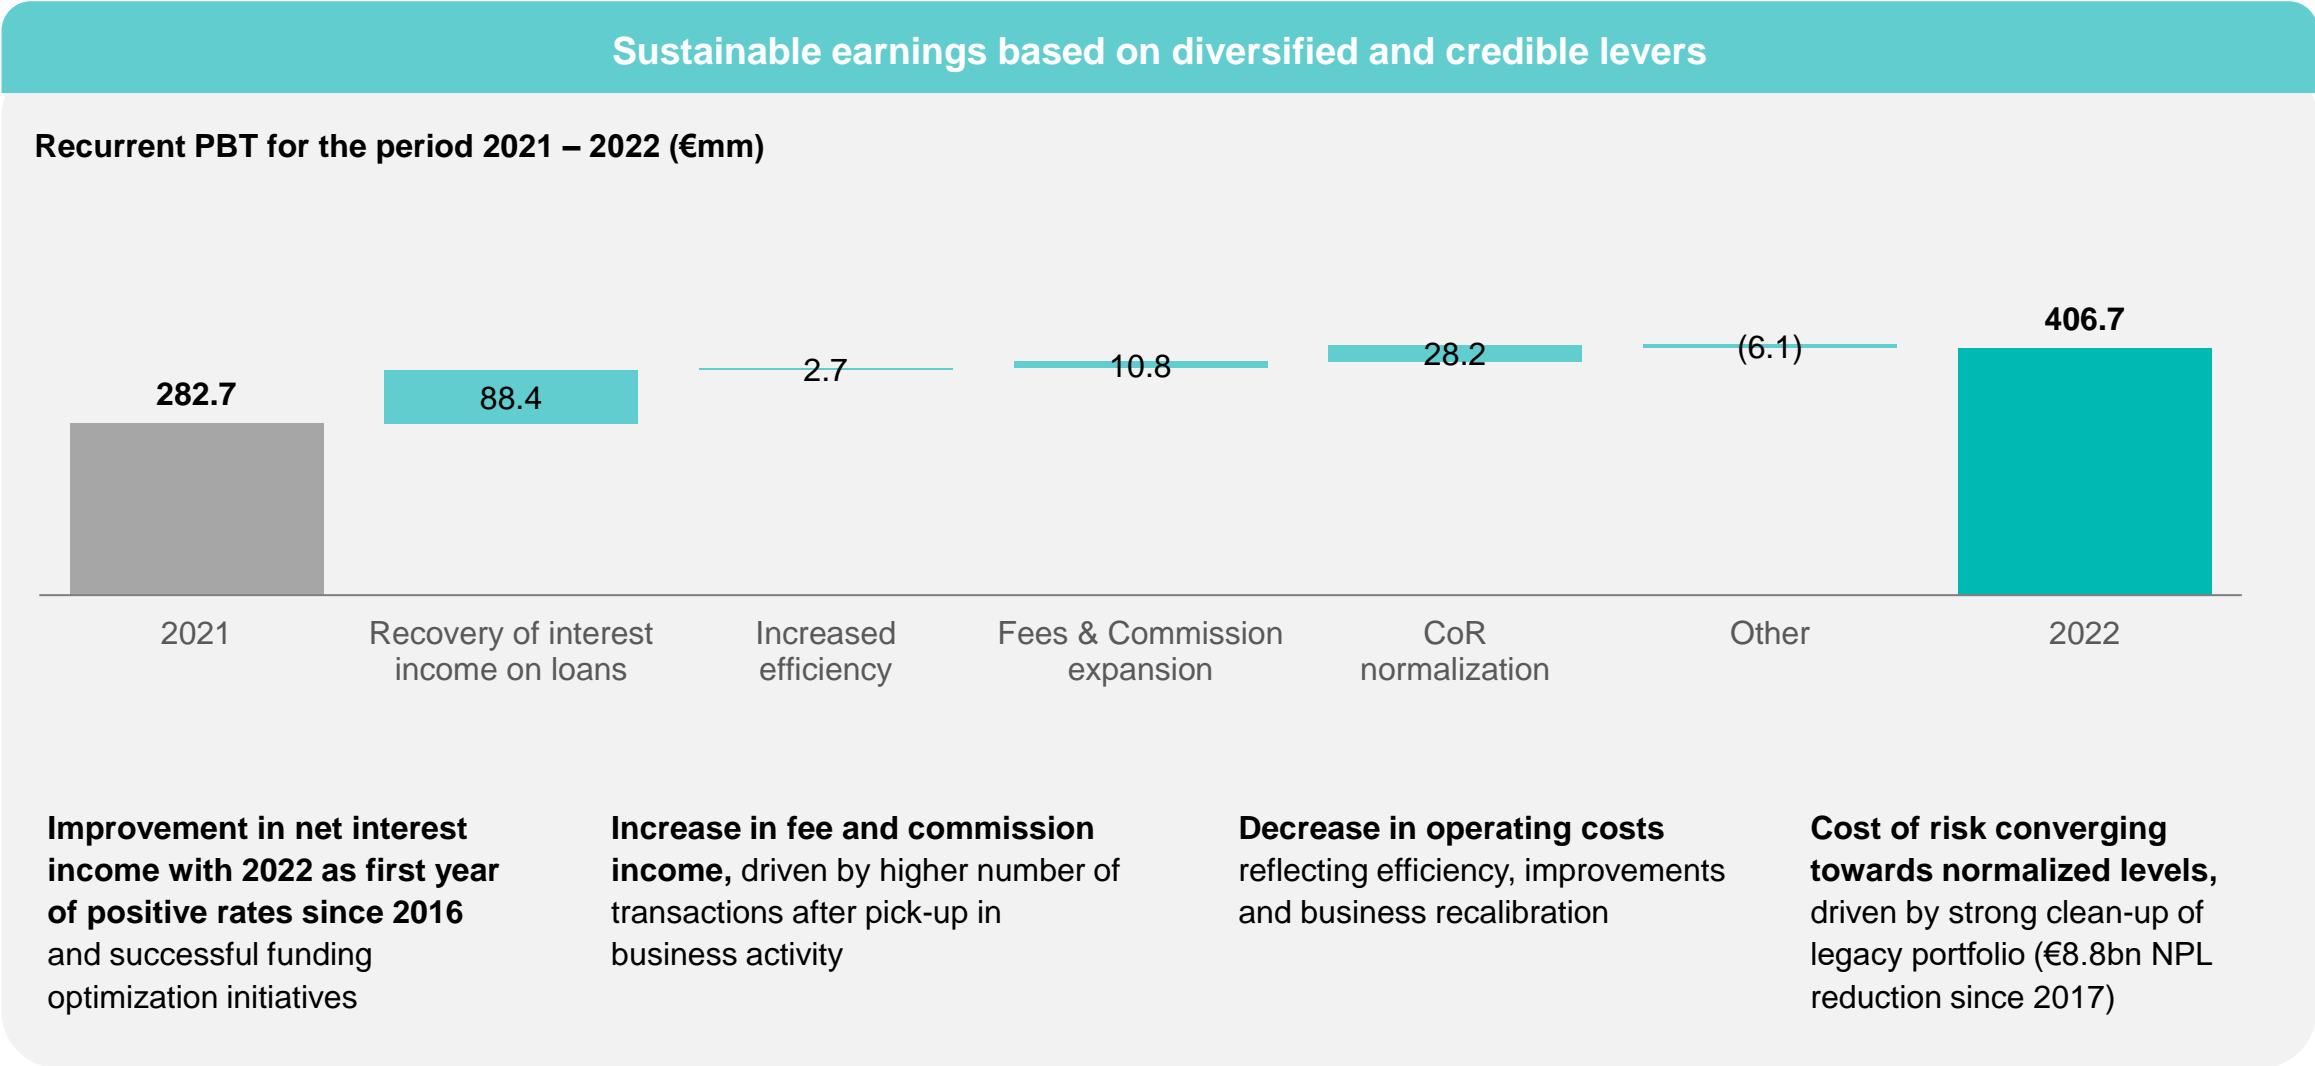 Sustainable earnings based on diversified and credible levers
Recurrent PBT for the period 2021 – 2022 (€mm)
282.7
88.4
2.7
10.8
28.2
(6.1)
406.7
2021
Recovery of interest
income on loans
Increased
efficiency
Fees & Commission
expansion
CoR
normalization
Other
2022
Improvement in net interest
income with 2022 as first year
of positive rates since 2016
and successful funding
optimization initiatives
Increase in fee and commission
income, driven by higher number of
transactions after pick-up in
business activity
Decrease in operating costs
reflecting efficiency, improvements
and business recalibration
Cost of risk converging
towards normalized levels,
driven by strong clean-up of
legacy portfolio (€8.8bn NPL
reduction since 2017)